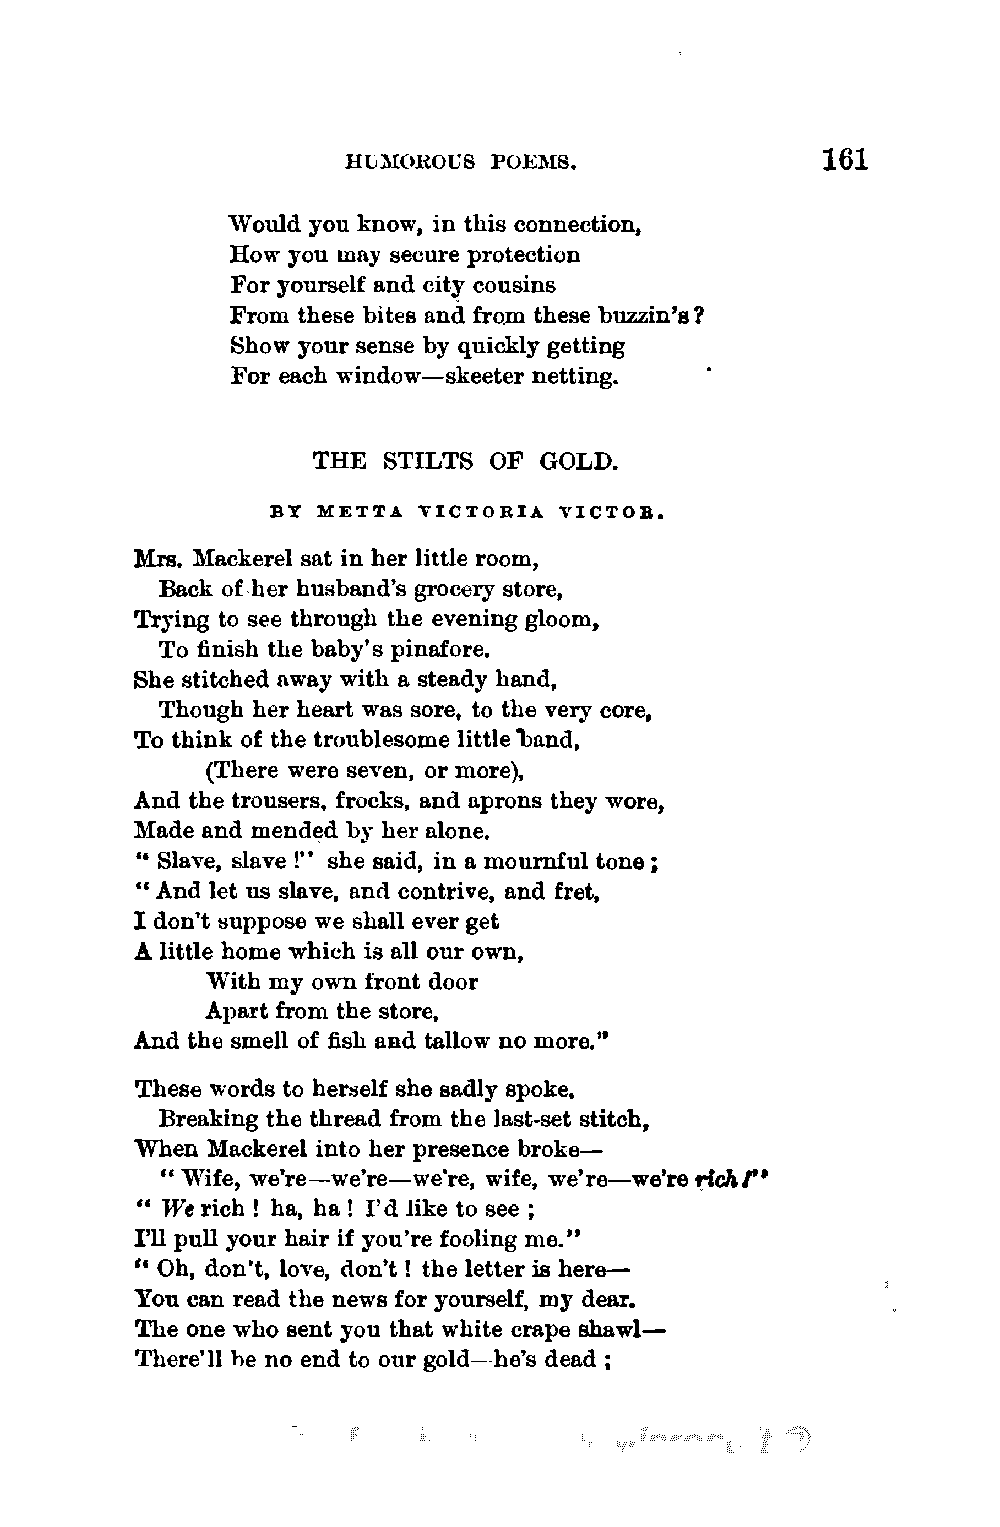 HUMOROUS POEMS. 161
Would you know, in this connection,
How you may secure protection
For yourself and city cousins
From these bites and from these buzzin's?
Show your sense by quickly getting
For each window—skeeter netting.
THE STILTS OF GOLD.
BY METTA VICTORIA VICTOR.
Mrs. Mackerel sat in her little room,
Back of her husband's grocery store,
Trying to see through the evening gloom,
To finish the baby's pinafore.
She stitched away with a steady hand,
Though her heart was sore, to the very core,
To think of the troublesome little band,
(There were seven, or more),
And the trousers, frocks, and aprons they wore,
Made and mended by her alone.
"Slave, slave!" she said, in a mournful tone;
"And let us slave, and contrive, and fret,
I don't suppose we shall ever get
A little home which is all our own,
With my own front door
Apart from the store,
And the smell of fish and tallow no more."
These words to herself she sadly spoke,
Breaking the thread from the last-set stitch,
When Mackerel into her presence broke—
"Wife, we're—we're—we're, wife, we're—we're rich!"
"We rich! ha, ha! I'd like to see;
I'll pull your hair if you're fooling me."
"Oh, don't, love, don't! the letter is here—
You can read the news for yourself, my dear.
The one who sent you that white crape shawl—
There'll be no end to our gold—he's dead;